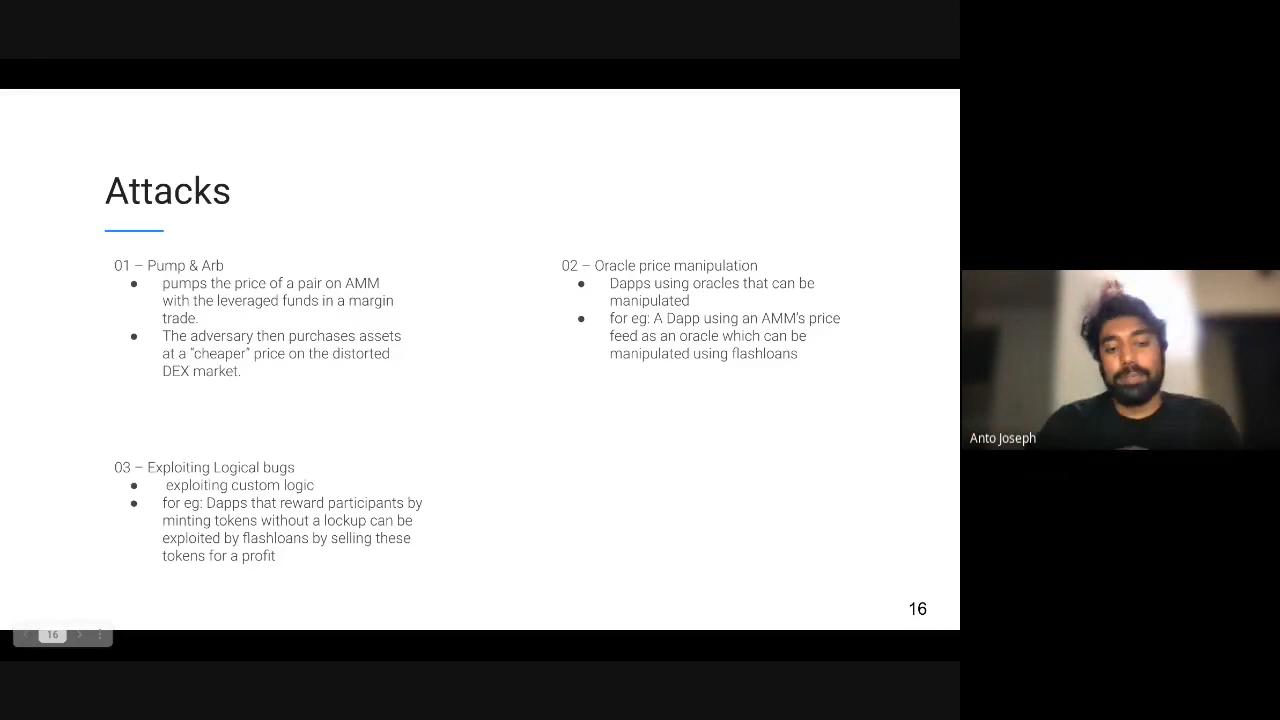 Attacks
01 – Pump & Arb
● pumps the price of a pair on AMM
with the leveraged funds in a margin
trade.
● The adversary then purchases assets
at a “cheaper” price on the distorted
DEX market.
02 – Oracle price manipulation
● Dapps using oracles that can be
manipulated
● for eg: A Dapp using an AMM's price
feed as an oracle which can be
manipulated using flashloans
03 – Exploiting Logical bugs
● exploiting custom logic
● for eg: Dapps that reward participants by
minting tokens without a lockup can be
exploited by flashloans by selling these
tokens for a profit
16
16
Anto Joseph